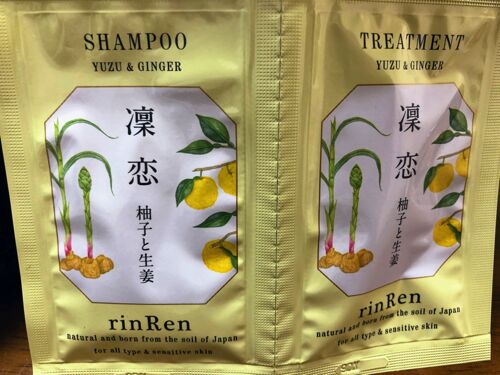 SHAMPOO
YUZU & GINGER
凛恋
柚子と生姜
rinRen
natural and born from the soil of Japan
for all type & sensitive skin
TREATMENT
YUZU & GINGER
凛恋
柚子と生姜
rinRen
natural and born from the soil of Japan
for all type & sensitive skin